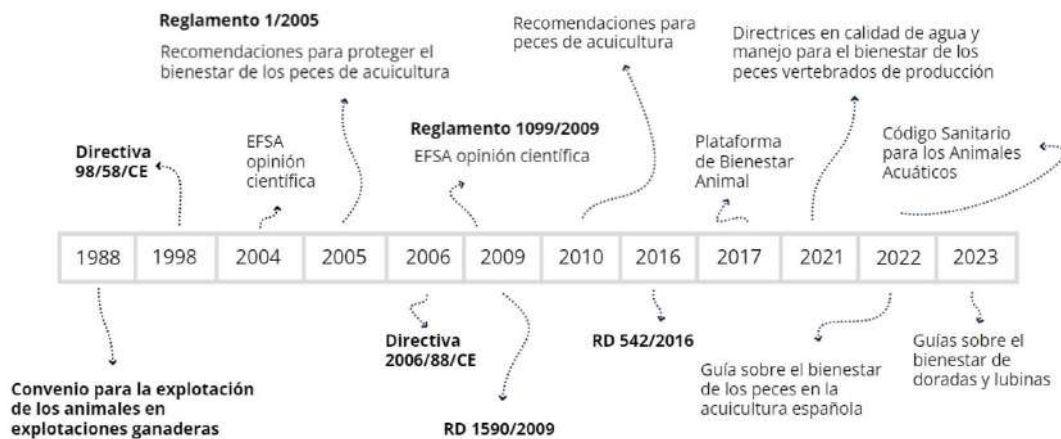 Reglamento 1/2005
Recomendaciones para proteger el
bienestar de los peces de acuicultura
Recomendaciones para
peces de acuicultura
Directrices en calidad de agua y
manejo para el bienestar de los
peces vertebrados de producción
Directiva
98/58/CE
EFSA
opinión
científica
Reglamento 1099/2009
EFSA opinión científica
Plataforma
de Bienestar
Animal
Código Sanitario
para los Animales
Acuáticos
1988 1998 2004 2005 2006 2009 2010 2016 2017 2021 2022 2023
Convenio para la explotación
de los animales en
explotaciones ganaderas
Directiva
2006/88/CE
RD 1590/2009
RD 542/2016
Guía sobre el bienestar
de los peces en la
acuicultura española
Guías sobre el
bienestar de
doradas y lubinas